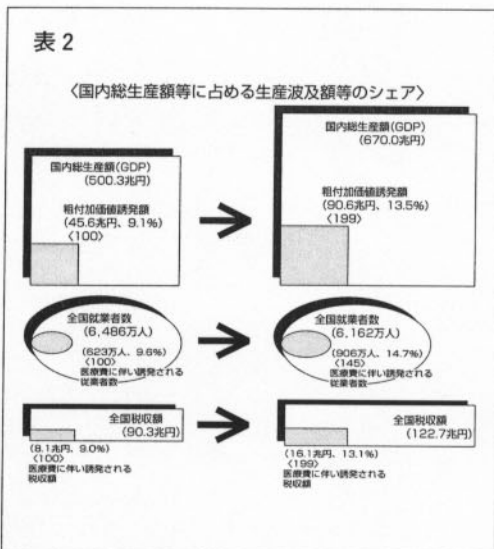 表2
〈国内総生産額等に占める生産波及額等のシェア〉
国内総生産額(GDP)
(500.3兆円)
粗付加価値誘発額
(45.6兆円、9.1%)
〈100〉
国内総生産額(GDP)
(670.0兆円)
粗付加価値誘発額
(90.6兆円、13.5%)
〈199〉
全国就業者数
(6,486万人)
(623万人、9.6%)
〈100〉
医療費に伴い誘発される
従業者数
全国就業者数
(6,162万人)
(906万人、14.7%)
〈145〉
医療費に伴い誘発される
従業者数
全国税収額
(90.3兆円)
(8.1兆円、9.0%)
〈100〉
医療費に伴い誘発される
税収額
全国税収額
(122.7兆円)
(16.1兆円、13.1%)
〈199〉
医療費に伴い誘発される
税収額